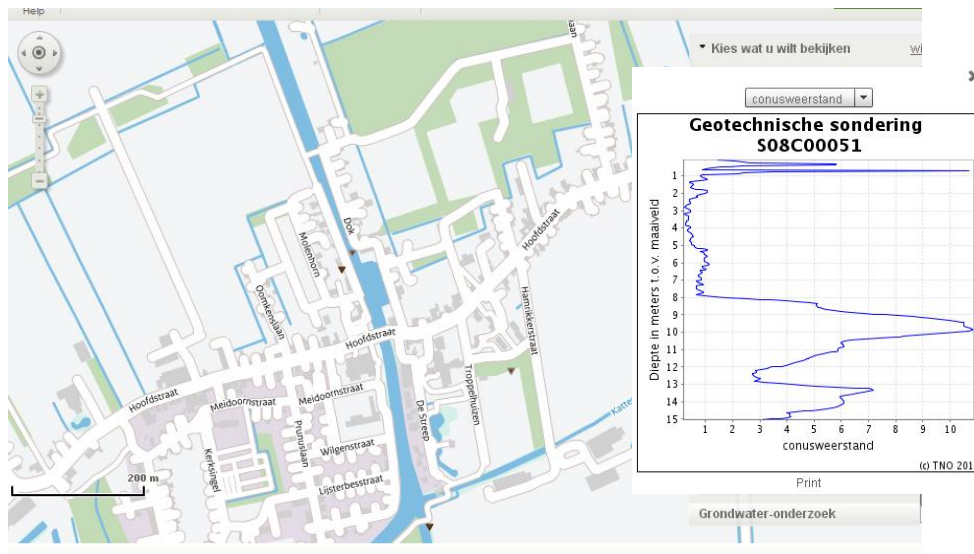 Help
Kies wat u wilt bekijken
conusweerstand
Geotechnische sondering
S08C00051
1
2
3
4
5
6
7
8
9
10
11
12
13
14
15
Diepte in meters t.o.v. maaiveld
1 2 3 4 5 6 7 8 9 10
conusweerstand
(c) TNO 201
Print
Grondwater-onderzoek
Dok
Molenhorn
Hoofdstraat
Oomkenslaan
Hoofdstraat
Hamrikkerstraat
Troppelhuizen
Hoofdstraat
Meidoornstraat
Meidoornstraat
De Streep
Prunuslaan
Wilgenstraat
Kerksingel
Lijsterbesstraat
200 m